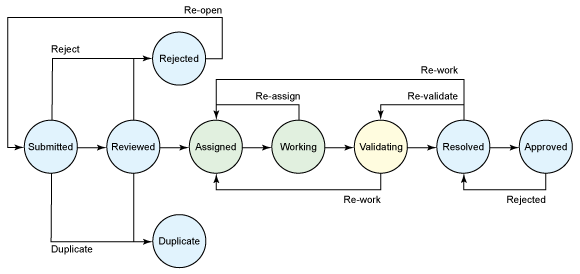 Re-open
Reject
Rejected
Re-work
Re-assign
Re-validate
Submitted
Reviewed
Assigned
Working
Validating
Resolved
Approved
Re-work
Rejected
Duplicate
Duplicate